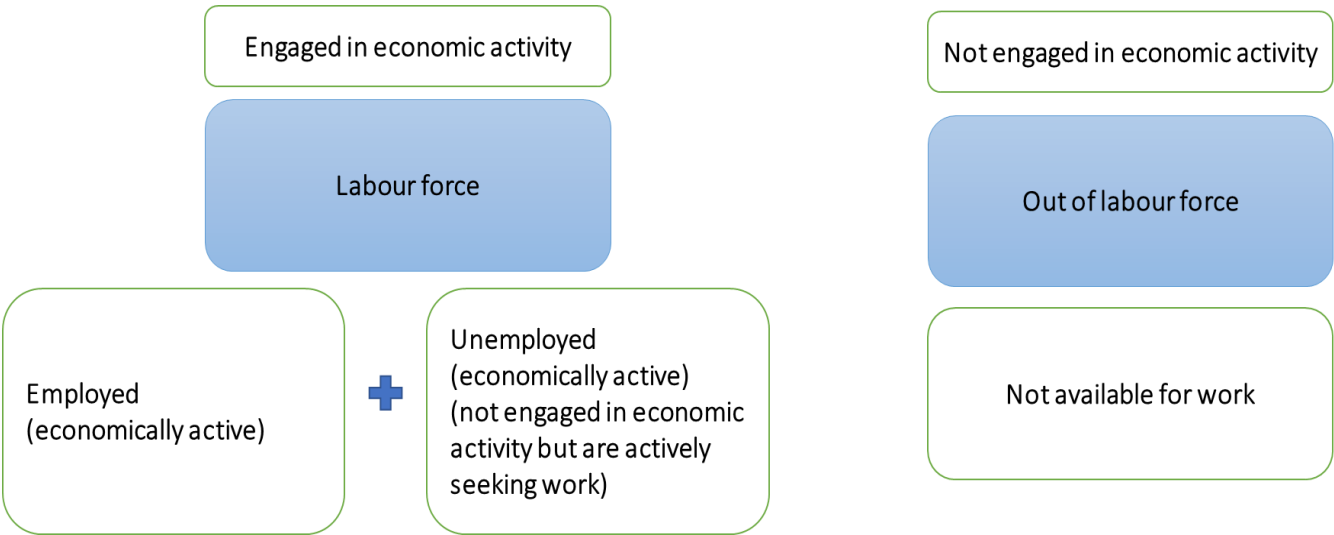 Engaged in economic activity
Labour force
Employed
(economically active)
Unemployed
(economically active)
(not engaged in economic
activity but are actively
seeking work)
Not engaged in economic activity
Out of labour force
Not available for work